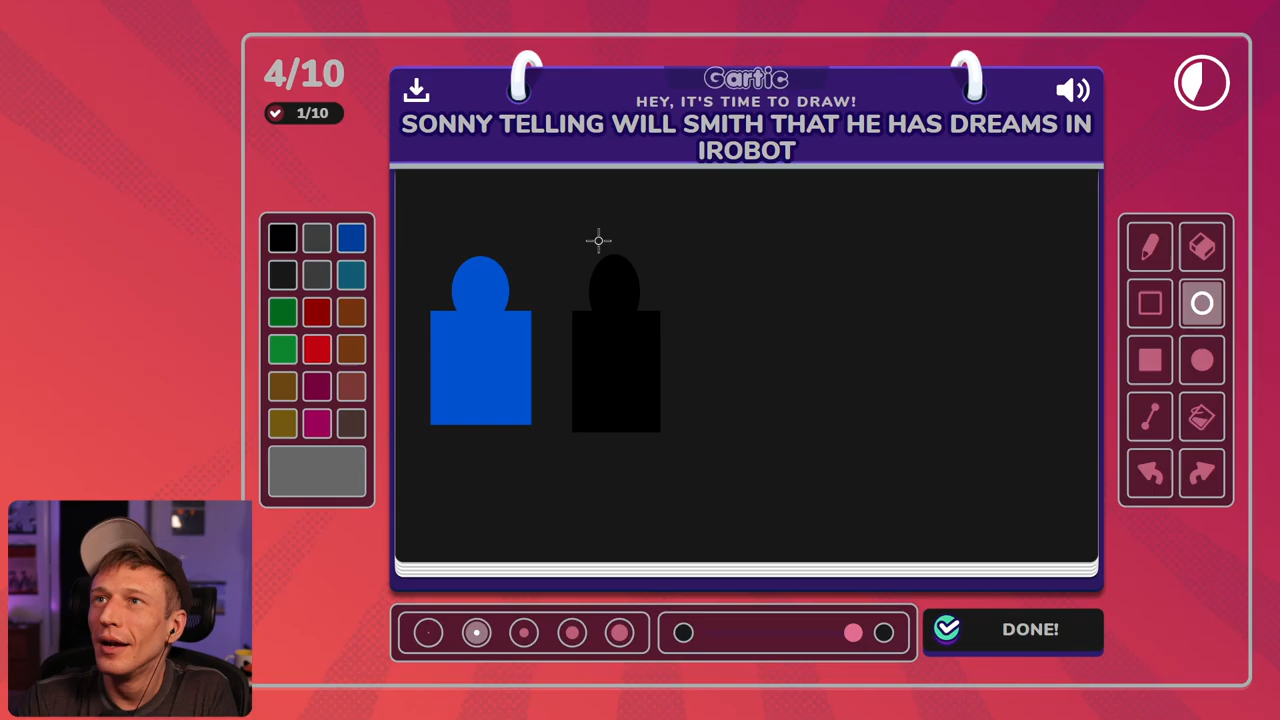 4/10
1/10
Gartic
HEY, IT'S TIME TO DRAW!
SONNY TELLING WILL SMITH THAT HE HAS DREAMS IN
IROBOT
DONE!